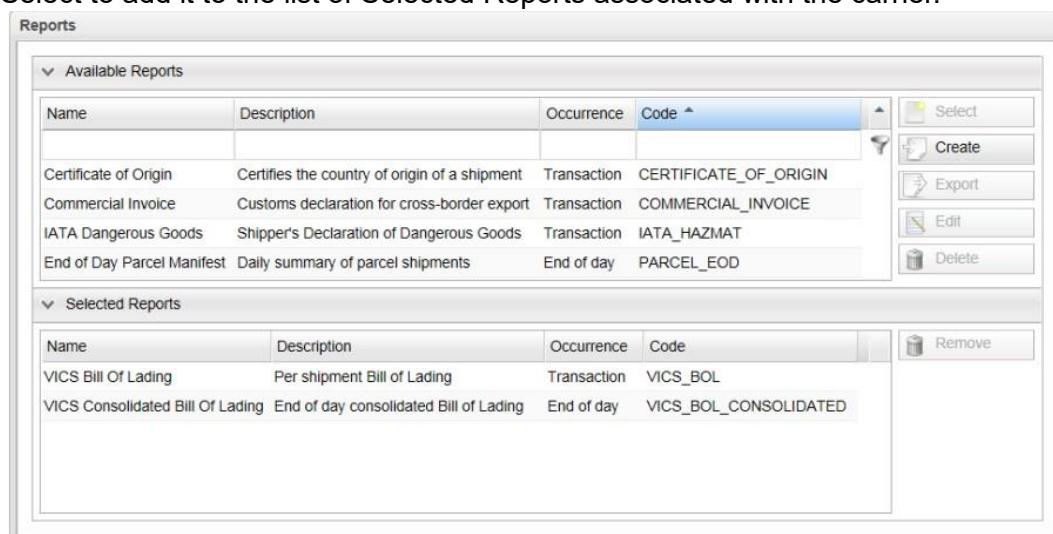 Select to add it to the list of Selected Reports associated with the carrier.
Reports
Available Reports
Name Description Occurrence Code
Select
Create
Certificate of Origin Certifies the country of origin of a shipment Transaction CERTIFICATE_OF_ORIGIN
Export
Commercial Invoice Customs declaration for cross-border export Transaction COMMERCIAL_INVOICE
Edit
IATA Dangerous Goods Shipper's Declaration of Dangerous Goods Transaction IATA_HAZMAT
Delete
End of Day Parcel Manifest Daily summary of parcel shipments End of day PARCEL_EOD
Selected Reports
Name Description Occurrence Code
Remove
VICS Bill Of Lading Per shipment Bill of Lading Transaction VICS_BOL
VICS Consolidated Bill Of Lading End of day consolidated Bill of Lading End of day VICS_BOL_CONSOLIDATED